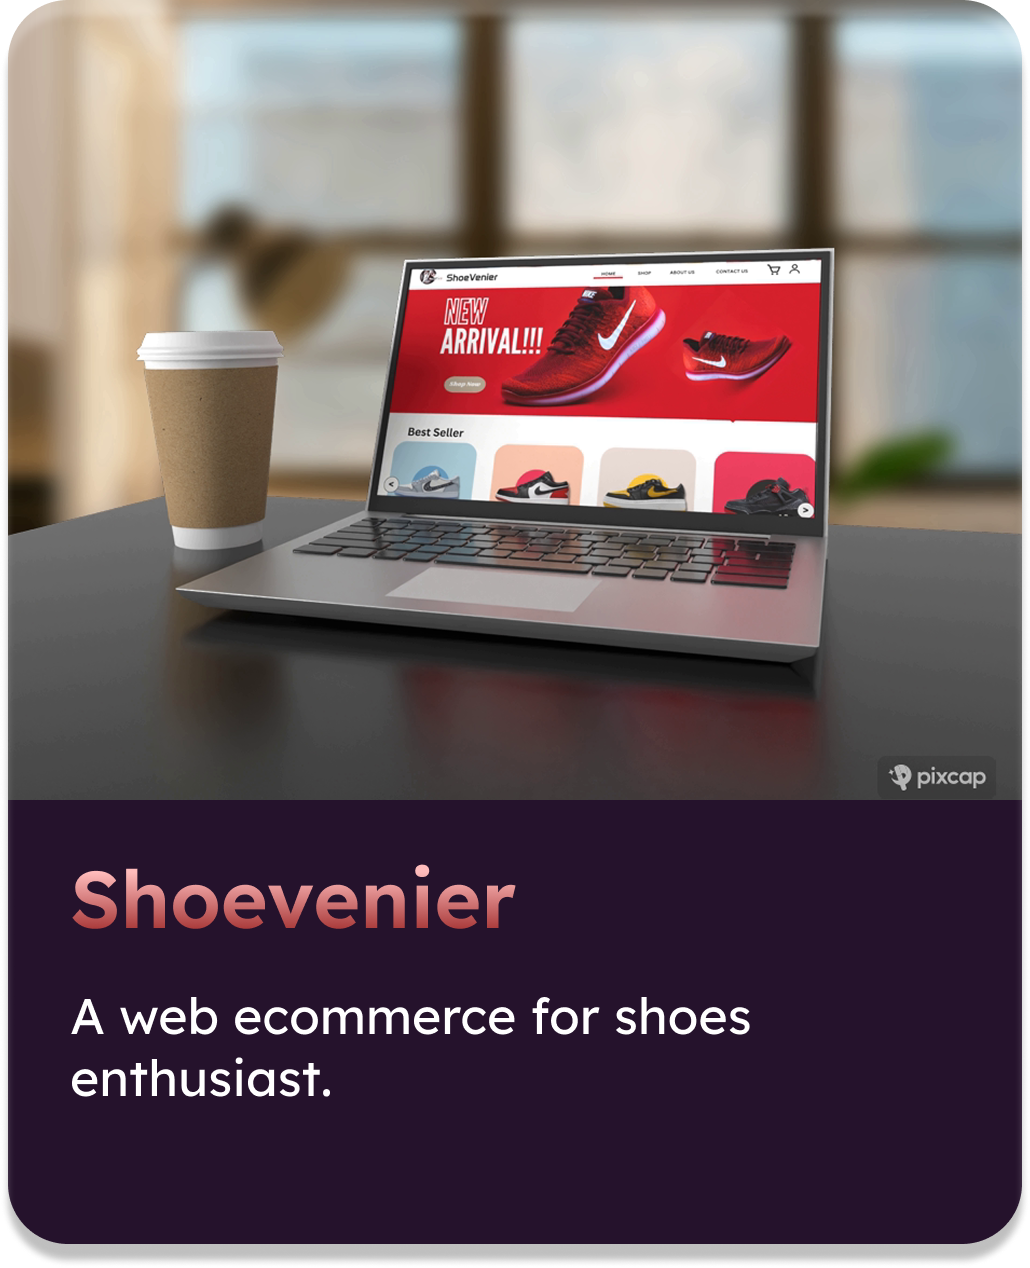 ShoeVenier
HOME SHOP ABOUT US CONTACT US
NEW
ARRIVAL!!!
NIKE
Shop Now
Best Seller
<
>
pixcap
Shoevenier
A web ecommerce for shoes
enthusiast.